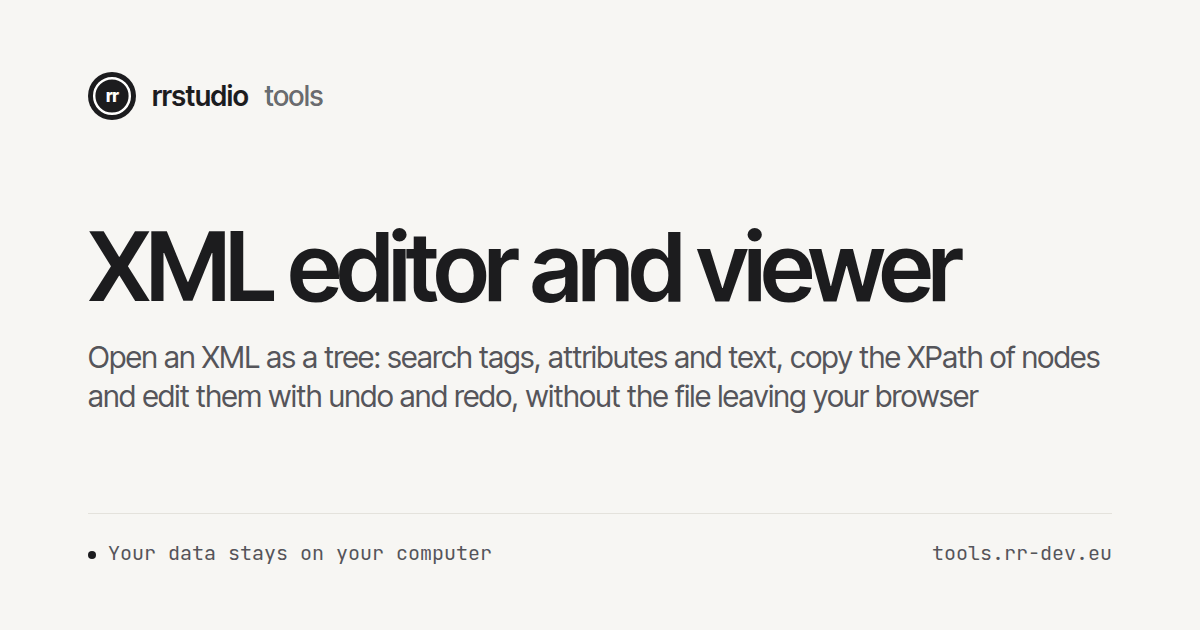 rr rrstudio tools
XML editor and viewer
Open an XML as a tree: search tags, attributes and text, copy the XPath of nodes
and edit them with undo and redo, without the file leaving your browser
Your data stays on your computer
tools.rr-dev.eu